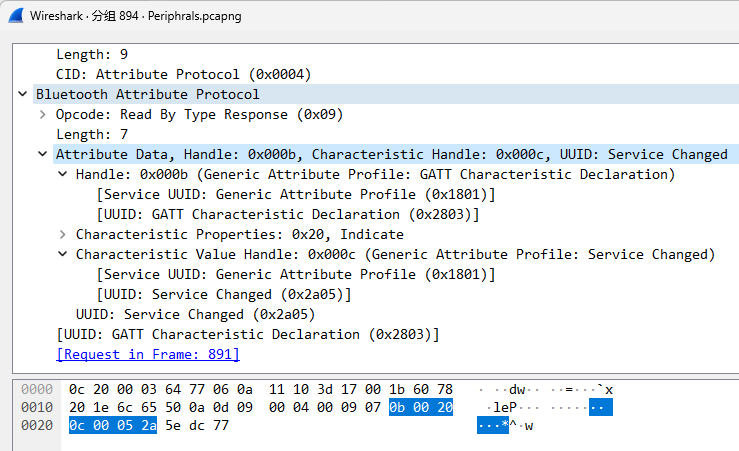 Wireshark · 分组 894 · Periphrals.pcapng
Length: 9
CID: Attribute Protocol (0x0004)
Bluetooth Attribute Protocol
Opcode: Read By Type Response (0x09)
Length: 7
Attribute Data, Handle: 0x000b, Characteristic Handle: 0x000c, UUID: Service Changed
Handle: 0x000b (Generic Attribute Profile: GATT Characteristic Declaration)
[Service UUID: Generic Attribute Profile (0x1801)]
[UUID: GATT Characteristic Declaration (0x2803)]
Characteristic Properties: 0x20, Indicate
Characteristic Value Handle: 0x000c (Generic Attribute Profile: Service Changed)
[Service UUID: Generic Attribute Profile (0x1801)]
[UUID: Service Changed (0x2a05)]
UUID: Service Changed (0x2a05)
[UUID: GATT Characteristic Declaration (0x2803)]
[Request in Frame: 891]
0000 0c 20 00 03 64 77 06 0a 11 10 3d 17 00 1b 60 78 · ··dw·· ··=···`x
0010 20 1e 6c 65 50 0a 0d 09 00 04 00 09 07 0b 00 20 ·leP··· ········
0020 0c 00 05 2a 5e dc 77 ···*^·w